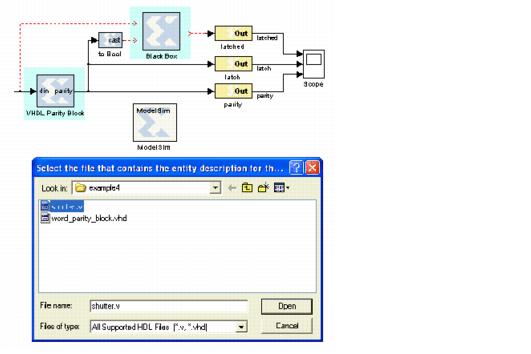 cast
to Bool
Black Box
Out
latched
latched
Out
latch
latch
Out
parity
parity
Scope
din parity
VHDL Parity Block
ModelSim
ModelSim
Select the file that contains the entity description for th...
Look in: example4
shutter.v
word_parity_block.vhd
File name: shutter.v Open
Files of type: All Supported HDL Files (*.v, *.vhd) Cancel